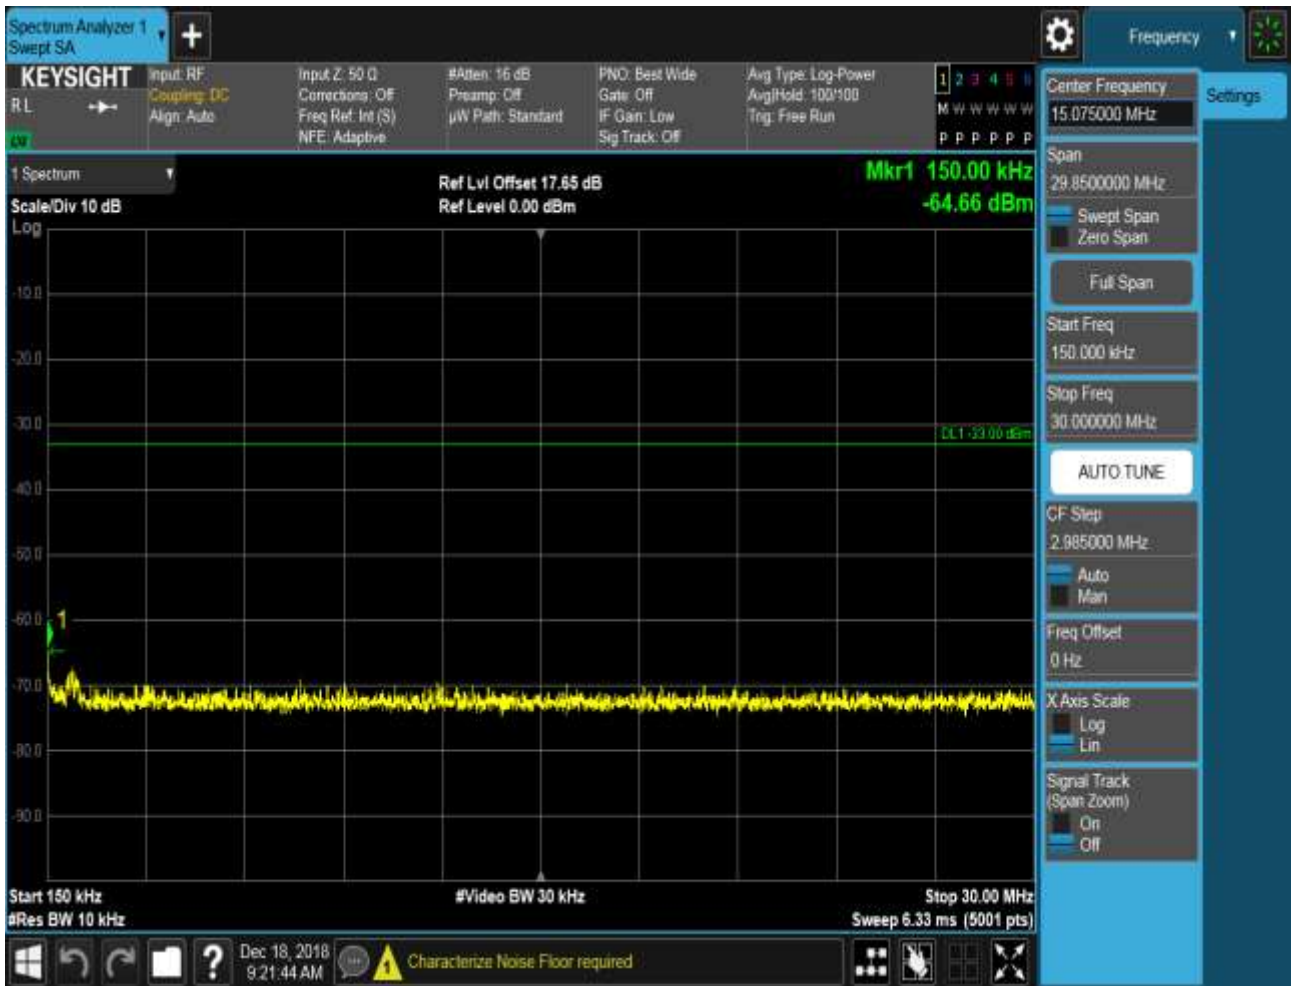 Spectrum Analyzer 1
Swept SA
Frequency
KEYSIGHT
RL
Input: RF
Coupling: DC
Align: Auto
Input Z: 50 Ω
Corrections: Off
Freq Ref: Int (S)
NFE: Adaptive
#Atten: 16 dB
Preamp: Off
µW Path: Standard
PNO: Best Wide
Gate: Off
IF Gain: Low
Sig Track: Off
Avg Type: Log-Power
Avg|Hold: 100/100
Trig: Free Run
1 2 3 4 5 6
M W W W W W
P P P P P P
1 Spectrum
Scale/Div 10 dB
Log
Ref Lvl Offset 17.65 dB
Ref Level 0.00 dBm
Mkr1 150.00 kHz
-64.66 dBm
-10.0
-20.0
-30.0
DL1 -33.00 dBm
-40.0
-50.0
-60.0
1
-70.0
-80.0
-90.0
Start 150 kHz
#Video BW 30 kHz
Stop 30.00 MHz
#Res BW 10 kHz
Sweep 6.33 ms (5001 pts)
Center Frequency
15.075000 MHz
Settings
Span
29.8500000 MHz
Swept Span
Zero Span
Full Span
Start Freq
150.000 kHz
Stop Freq
30.000000 MHz
AUTO TUNE
CF Step
2.985000 MHz
Auto
Man
Freq Offset
0 Hz
X Axis Scale
Log
Lin
Signal Track
(Span Zoom)
On
Off
?
Dec 18, 2018
9:21:44 AM
Characterize Noise Floor required